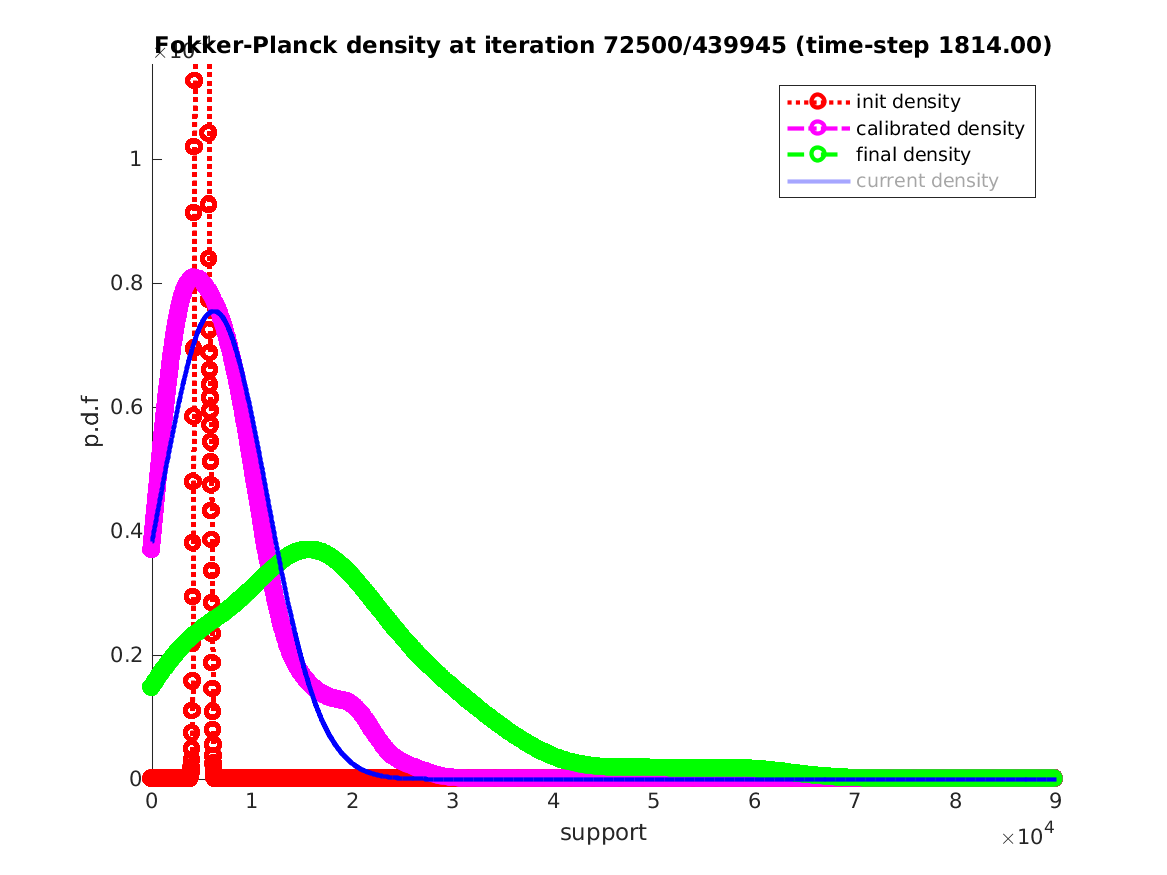 Fokker-Planck density at iteration 72500/439945 (time-step 1814.00)
init density
calibrated density
final density
current density
p.d.f
1
0.8
0.6
0.4
0.2
0
0 1 2 3 4 5 6 7 8 9
support
×10⁴